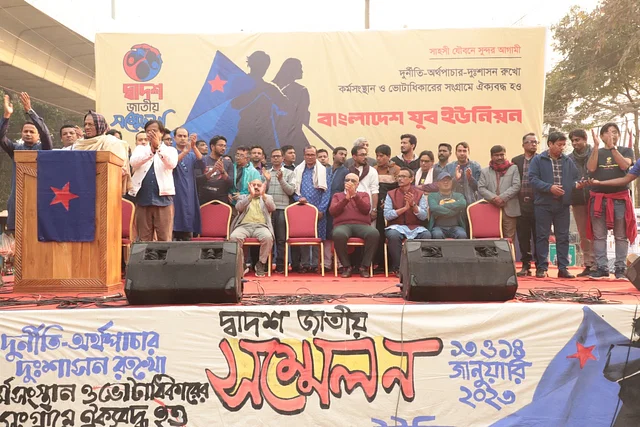 সাহসী যৌবনে সুন্দর আগামী
দুর্নীতি-অর্থপাচার-দুঃশাসন রুখো
কর্মসংস্থান ও ভোটাধিকারের সংগ্রামে ঐক্যবদ্ধ হও
বাংলাদেশ যুব ইউনিয়ন
দ্বাদশ
জাতীয়
সম্মেলন
দুর্নীতি-অর্থপাচার
দুঃশাসন রুখো
র্মসংস্থান ও ভোটাধিকারের
সংগ্রামে ঐক্যবদ্ধ হও
দ্বাদশ জাতীয়
সম্মেলন
১৩ ও ১৪
জানুয়ারি
২০২৩